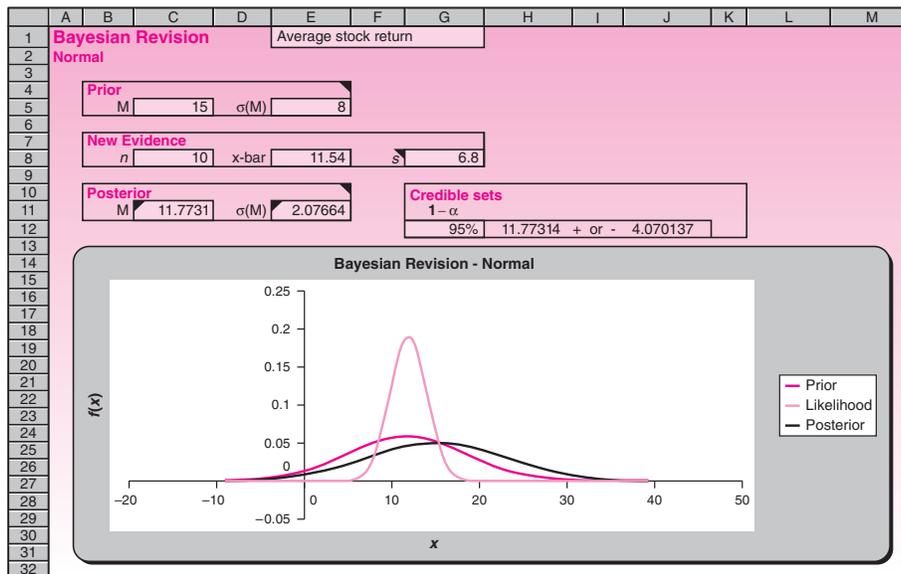 A B C D E F G H I J K L M
1 Bayesian Revision Average stock return
2 Normal
3
4 Prior
5 M 15 σ(M) 8
6
7 New Evidence
8 n 10 x-bar 11.54 s 6.8
9
10 Posterior Credible sets
11 M 11.7731 σ(M) 2.07664 1 – α
12 95% 11.77314 + or - 4.070137
13
14 Bayesian Revision - Normal
15
16
17
18
19
20
21
22
23
24
25
26
27
28
29
30
31
32
0.25
0.2
0.15
0.1
0.05
0
–0.05
f(x)
–20 –10 0 10 20 30 40 50
x
Prior
Likelihood
Posterior